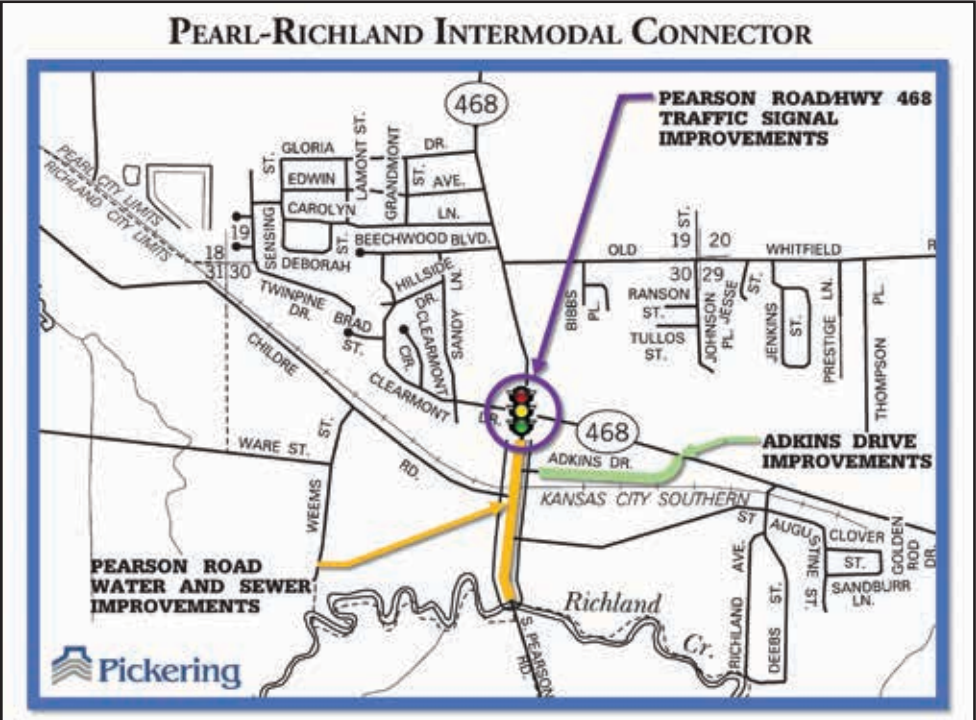 PEARL-RICHLAND INTERMODAL CONNECTOR
468
PEARSON ROAD/HWY 468
TRAFFIC SIGNAL
IMPROVEMENTS
PEARL CITY LIMITS
RICHLAND CITY LIMITS
ST.
GLORIA
LAMONT ST.
GRANDMONT
ST.
DR.
EDWIN
AVE.
CAROLYN
LN.
SENSING
ST.
BEECHWOOD BLVD.
DEBORAH
18
19
31
30
HILLSIDE
DR.
LN.
SANDY
TWINPINE
DR.
BRAD
ST.
CLEARMONT
CIR.
CLEARMONT
DR.
CHILDRE
RD.
OLD
ST.
19
20
WHITFIELD
R
30
29
BIBBS
PL.
RANSON
ST.
TULLOS
ST.
JOHNSON
PL.
JESSE
ST.
JENKINS
ST.
PRESTIGE
LN.
THOMPSON
PL.
468
WARE ST.
WEEMS
ST.
ADKINS DR.
ADKINS DRIVE
IMPROVEMENTS
KANSAS CITY SOUTHERN
ST AUGUSTINE ST.
CLOVER
ST.
SANDBURR
LN.
GOLDEN
ROD
DR.
PEARSON ROAD
WATER AND SEWER
IMPROVEMENTS
RICHLAND
AVE.
DEEBS
ST.
Richland
Cr.
S. PEARSON
RD.
Pickering